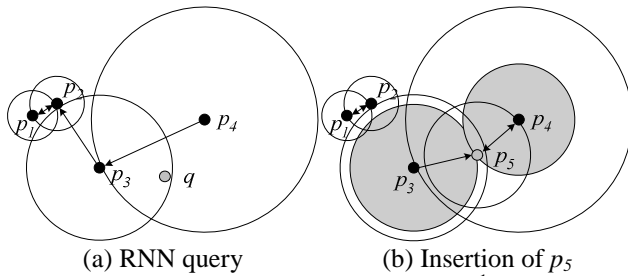 p1
p2
p3
p4
q
(a) RNN query
p1
p2
p3
p4
p5
(b) Insertion of p5